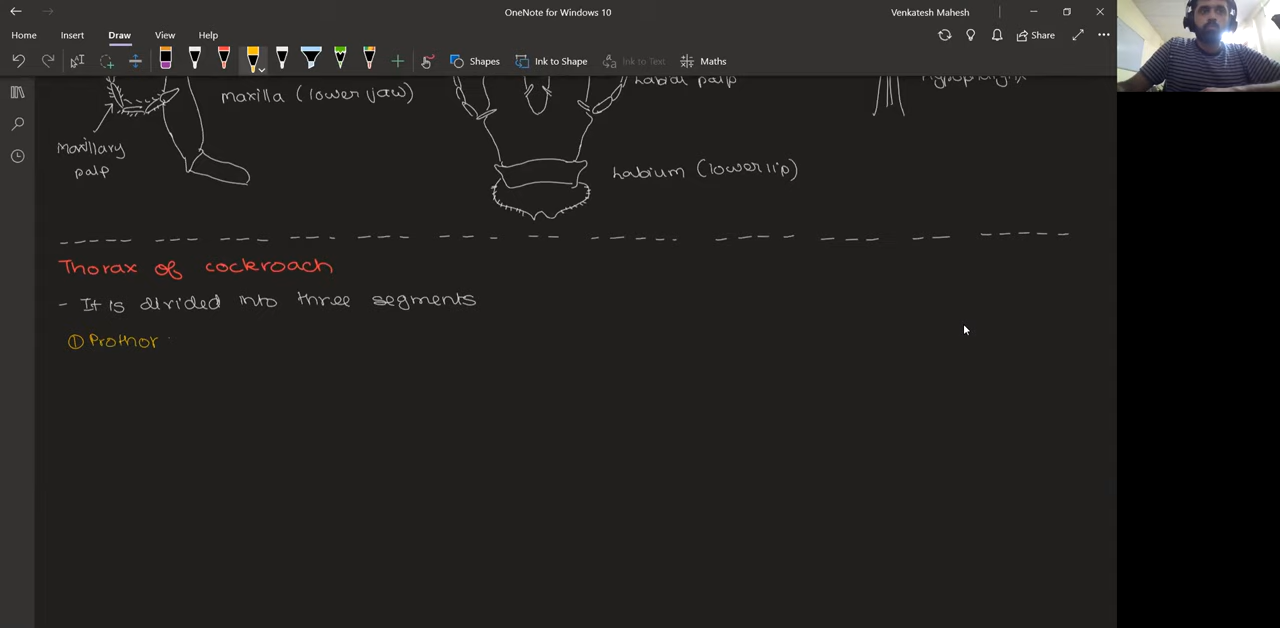 OneNote for Windows 10
Venkatesh Mahesh
Home Insert Draw View Help
Share
Shapes Ink to Shape Ink to Text Maths
maxilla (lower jaw)
labial palp
Maxillary
palp
Labium (lower lip)
Thorax of cockroach
- It is divided into three segments
① Prothor